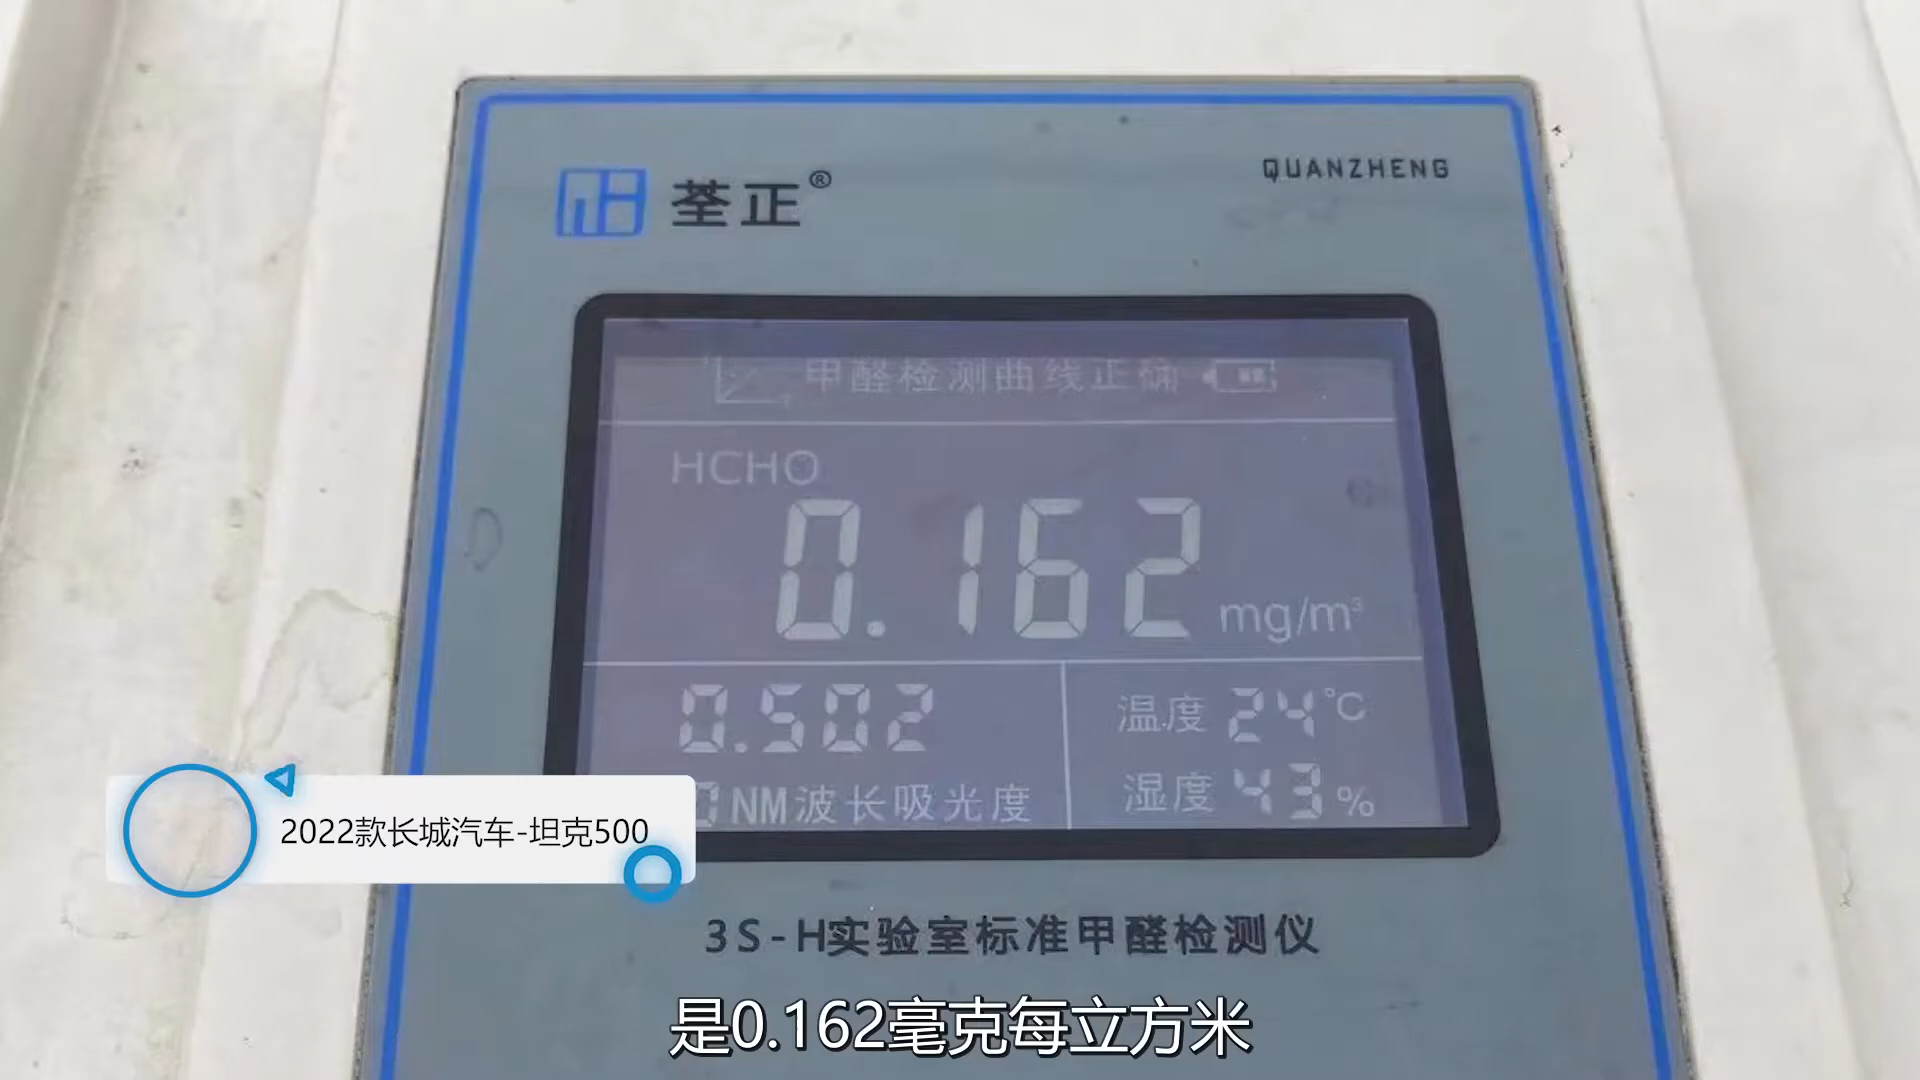 荃正®
QUANZHENG
甲醛检测曲线正确
HCHO
0.162 mg/m³
0.502
温度 24℃
0NM波长吸光度
湿度 43%
2022款长城汽车-坦克500
3S-H实验室标准甲醛检测仪
是0.162毫克每立方米